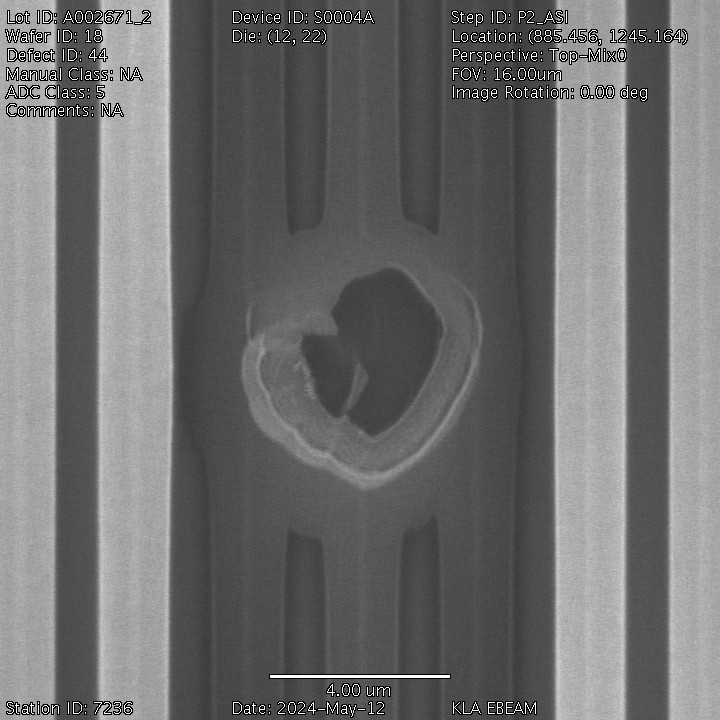 Lot ID: A002671_2
Wafer ID: 18
Defect ID: 44
Manual Class: NA
ADC Class: 5
Comments: NA
Device ID: S0004A
Die: (12, 22)
Step ID: P2_ASI
Location: (885.456, 1245.164)
Perspective: Top-Mix0
FOV: 16.00um
Image Rotation: 0.00 deg
4.00 um
Station ID: 7236
Date: 2024-May-12
KLA EBEAM